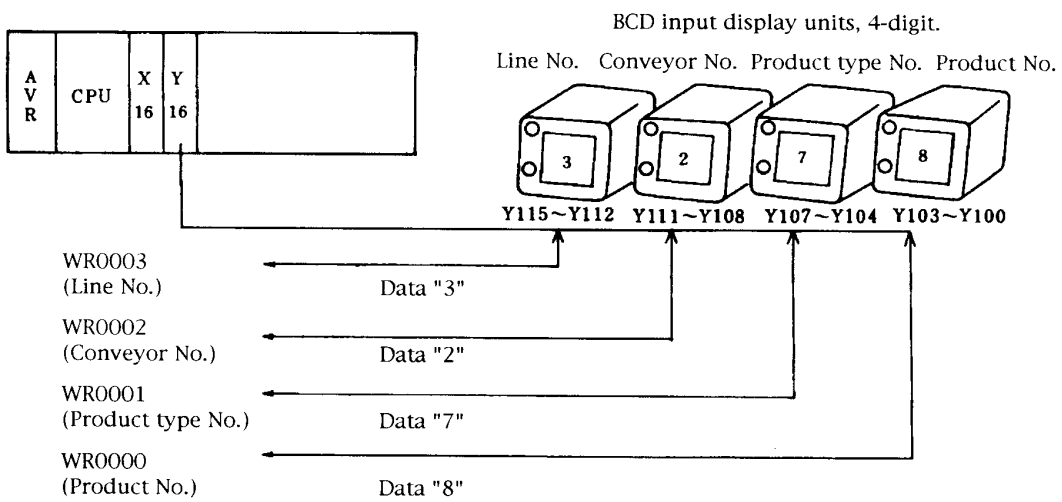 BCD input display units, 4-digit.
Line No. Conveyor No. Product type No. Product No.
A
V
R
CPU
X
16
Y
16
3 2 7 8
Y115~Y112 Y111~Y108 Y107~Y104 Y103~Y100
WR0003
(Line No.) Data "3"
WR0002
(Conveyor No.) Data "2"
WR0001
(Product type No.) Data "7"
WR0000
(Product No.) Data "8"